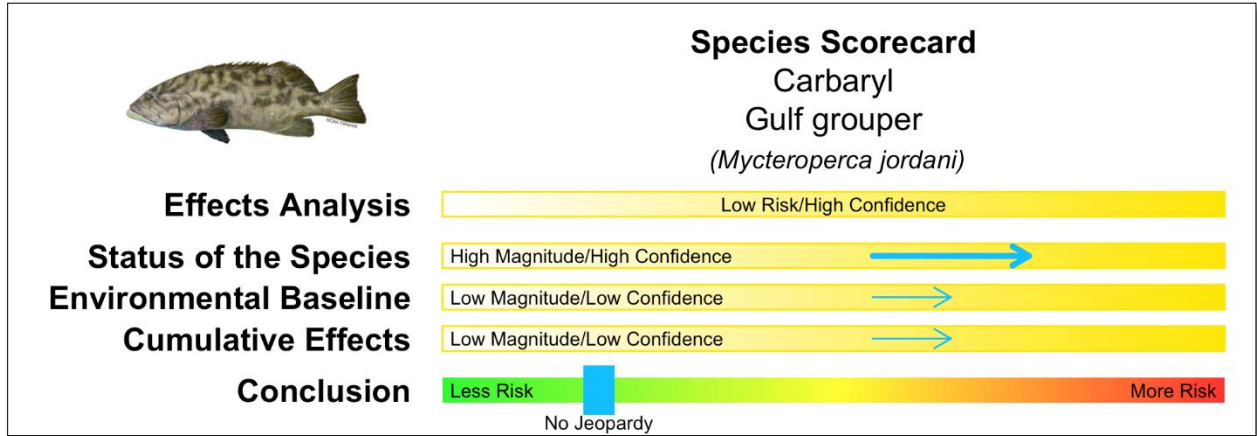 Species Scorecard
Carbaryl
Gulf grouper
(Mycteroperca jordani)
Effects Analysis
Low Risk/High Confidence
Status of the Species
High Magnitude/High Confidence
Environmental Baseline
Low Magnitude/Low Confidence
Cumulative Effects
Low Magnitude/Low Confidence
Conclusion
Less Risk
More Risk
No Jeopardy